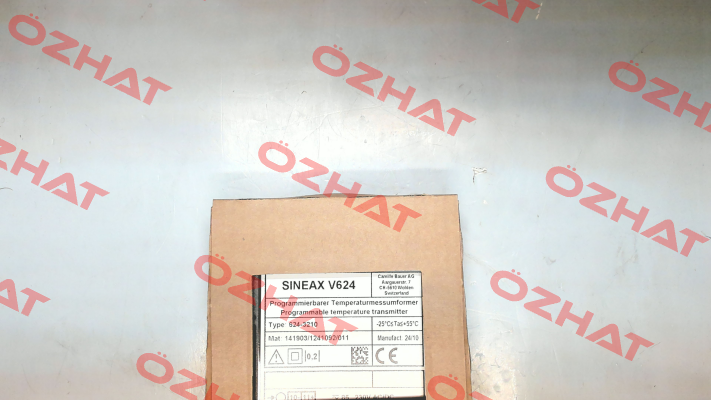 ÖZHAT
ÖZHAT
ÖZHAT
ÖZHAT
ÖZHAT
ÖZHAT
ÖZHAT
ÖZHAT
SINEAX V624
Camille Bauer AG
Aargauerstr. 7
CH-5610 Wohlen
Switzerland
Programmierbarer Temperaturmessumformer
Programmable temperature transmitter
Type 624-3210
-25°C≤Ta≤+55°C
Mat 141903/1241092/011
Manufact. 24/10
0.2
CE